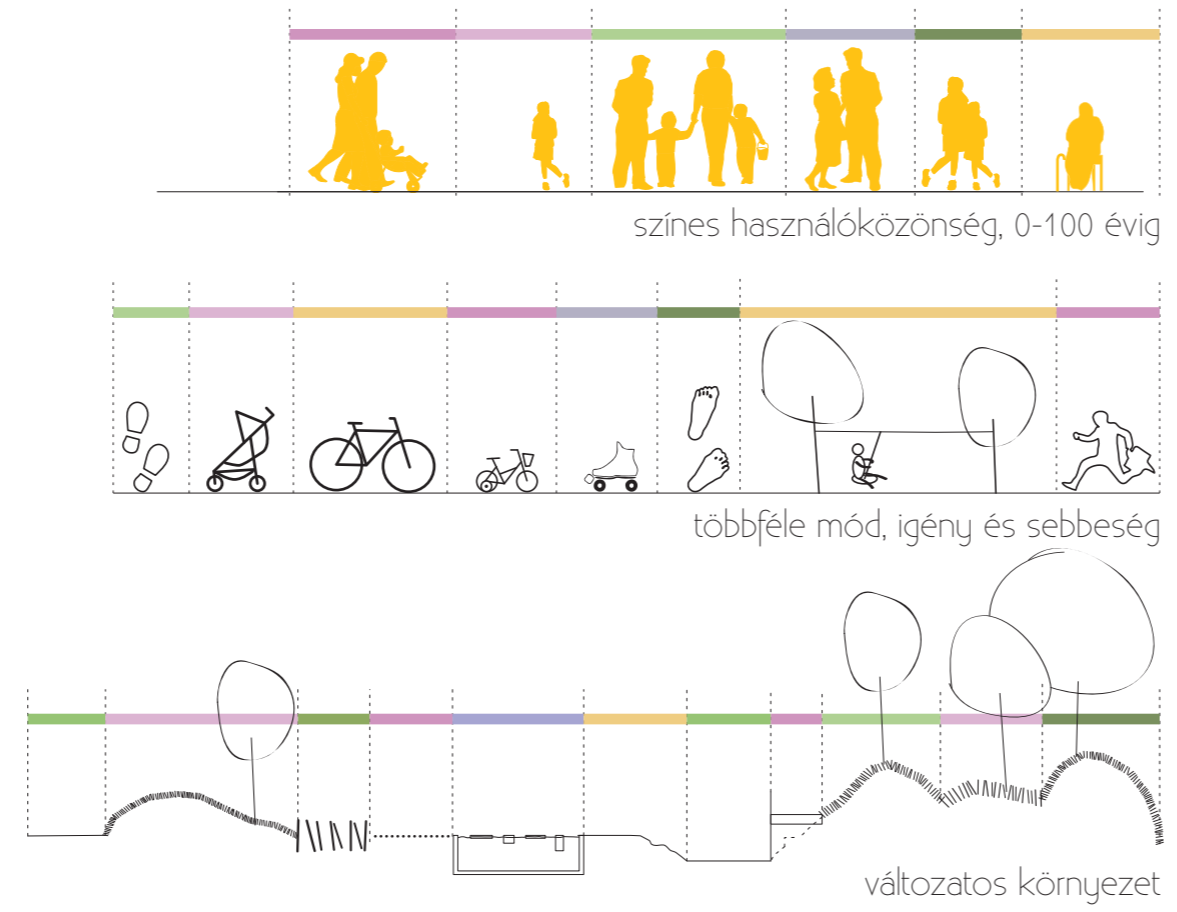 színes használóközönség, 0-100 évig
többféle mód, igény és sebbeség
változatos környezet